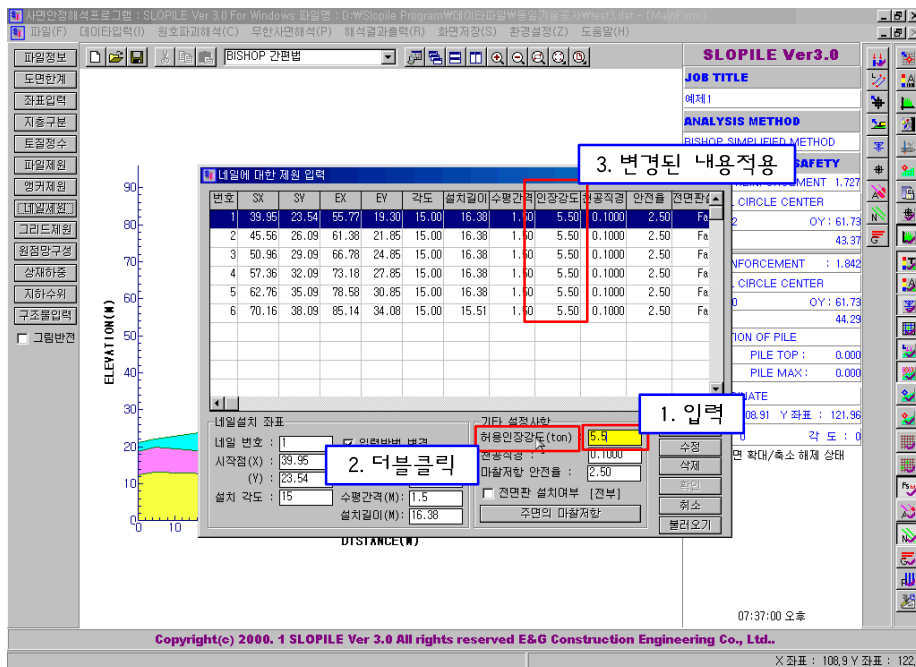 사면안정해석프로그램 : SLOPILE Ver 3.0 For Windows 파일명 : D:₩Slopile Program₩데이타파일₩동일기술공사₩test3.dat - [MainForm]
파일(F) 데이타입력(I) 원호파괴해석(C) 무한사면해석(P) 해석결과출력(R) 화면저장(S) 환경설정(Z) 도움말(H)
BISHOP 간편법
파일정보
도면한계
좌표입력
지층구분
토질정수
파일제원
앵커제원
네일제원
그리드제원
원점망구성
상재하중
지하수위
구조물입력
그림반전
ELEVATION(M)
90
80
70
60
50
40
30
20
10
0
0 10
DISTANCE(M)
네일에 대한 제원 입력
번호 SX SY EX EY 각도 설치길이 수평간격 인장강도 천공직경 안전율 전면판
1 39.95 23.54 55.77 19.30 15.00 16.38 1.50 5.50 0.1000 2.50 Fa
2 45.56 26.09 61.38 21.85 15.00 16.38 1.50 5.50 0.1000 2.50 Fa
3 50.96 29.09 66.78 24.85 15.00 16.38 1.50 5.50 0.1000 2.50 Fa
4 57.36 32.09 73.18 27.85 15.00 16.38 1.50 5.50 0.1000 2.50 Fa
5 62.76 35.09 78.58 30.85 15.00 16.38 1.50 5.50 0.1000 2.50 Fa
6 70.16 38.09 85.14 34.08 15.00 15.51 1.50 5.50 0.1000 2.50 Fa
3. 변경된 내용적용
1. 입력
2. 더블클릭
네일설치 좌표
네일 번호 : 1 입력방법 변경
시작점(X) : 39.95
(Y) : 23.54
설치 각도 : 15 수평간격(M): 1.5
설치길이(M): 16.38
기타 설정사항
허용인장강도(ton) : 5.5
천공직경 : 0.1000
마찰저항 안전율 : 2.50
전면판 설치여부 [전부]
주면의 마찰저항
수정
삭제
확인
취소
불러오기
SLOPILE Ver3.0
JOB TITLE
예제1
ANALYSIS METHOD
BISHOP SIMPLIFIED METHOD
SAFETY
1.727
CIRCLE CENTER
OY: 61.73
43.37
: 1.842
CIRCLE CENTER
OY: 61.73
44.29
OF PILE
PILE TOP : 0.000
PILE MAX : 0.000
Y 좌표 : 121.96
각 도 : 0
면 확대/축소 해제 상태
07:37:00 오후
Copyright(c) 2000. 1 SLOPILE Ver 3.0 All rights reserved E&G Construction Engineering Co., Ltd..
X 좌표 : 108.9 Y 좌표 : 122